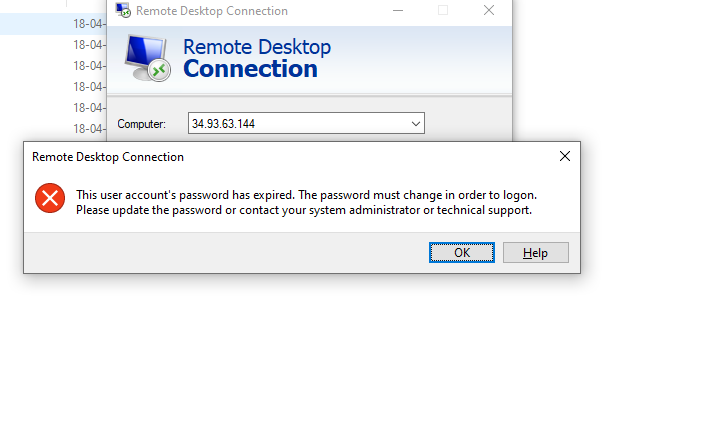 18-04-
Remote Desktop Connection
18-04-
18-04-
Remote Desktop
Connection
18-04-
18-04-
18-04-
Computer:
34.93.63.144
Remote Desktop Connection
This user account's password has expired. The password must change in order to logon.
Please update the password or contact your system administrator or technical support.
OK
Help